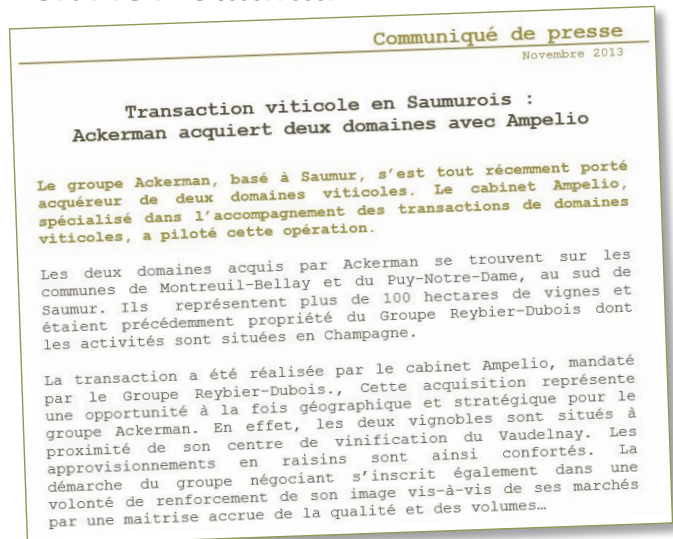 Communiqué de presse
Novembre 2013
Transaction viticole en Saumurois :
Ackerman acquiert deux domaines avec Ampelio
Le groupe Ackerman, basé à Saumur, s'est tout récemment porté
acquéreur de deux domaines viticoles. Le cabinet Ampelio,
spécialisé dans l'accompagnement des transactions de domaines
viticoles, a piloté cette opération.
Les deux domaines acquis par Ackerman se trouvent sur les
communes de Montreuil-Bellay et du Puy-Notre-Dame, au sud de
Saumur. Ils représentent plus de 100 hectares de vignes et
étaient précédemment propriété du Groupe Reybier-Dubois dont
les activités sont situées en Champagne.
La transaction a été réalisée par le cabinet Ampelio, mandaté
par le Groupe Reybier-Dubois., Cette acquisition représente
une opportunité à la fois géographique et stratégique pour le
groupe Ackerman. En effet, les deux vignobles sont situés à
proximité de son centre de vinification du Vaudelnay. Les
approvisionnements en raisins sont ainsi confortés. La
démarche du groupe négociant s'inscrit également dans une
volonté de renforcement de son image vis-à-vis de ses marchés
par une maitrise accrue de la qualité et des volumes…